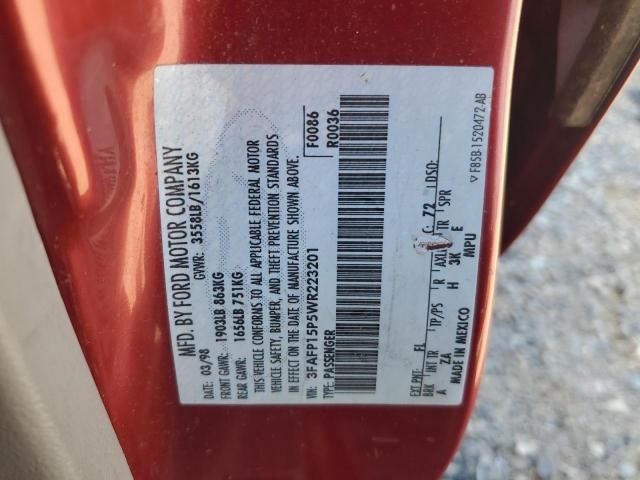 MFD. BY FORD MOTOR COMPANY
DATE: 03/98 GVWR: 3558LB/1613KG
FRONT GAWR: 1903LB 863KG
REAR GAWR: 1658LB 751KG
THIS VEHICLE CONFORMS TO ALL APPLICABLE FEDERAL MOTOR
VEHICLE SAFETY, BUMPER, AND THEFT PREVENTION STANDARDS
IN EFFECT ON THE DATE OF MANUFACTURE SHOWN ABOVE.
VIN: 3FAFP15P5WR223201 F0086
TYPE: PASSENGER R0036
EXT PNT: FL C: 72 DSO:
BRK INT TR TP/PS R AXLE TR SPR
A ZA H 3K E
MADE IN MEXICO MPU
F85B-1520472-AB